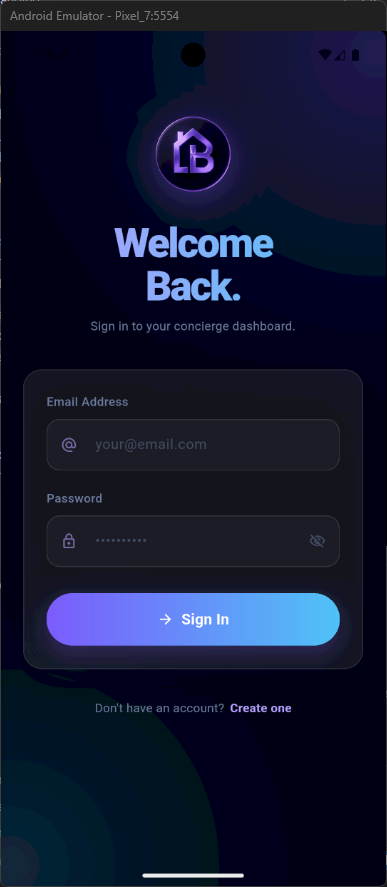 Android Emulator - Pixel_7:5554
B
Welcome
Back.
Sign in to your concierge dashboard.
Email Address
your@email.com
Password
••••••••••
→ Sign In
Don't have an account? Create one